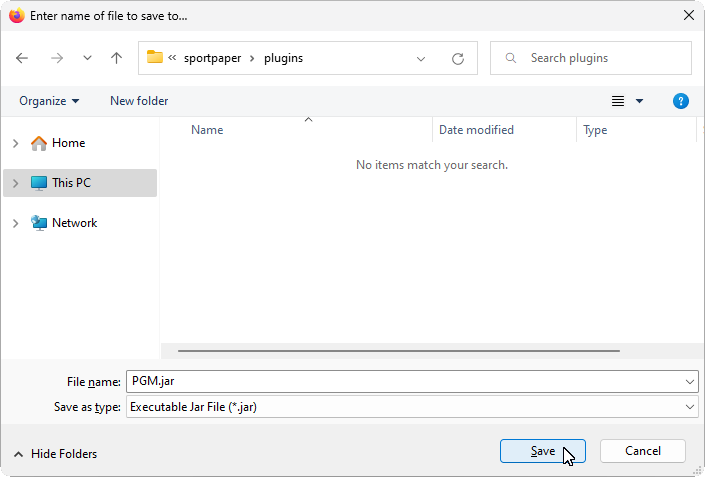 Enter name of file to save to...
« sportpaper > plugins
Search plugins
Organize
New folder
?
Home
This PC
Network
Name
Date modified
Type
No items match your search.
File name: PGM.jar
Save as type: Executable Jar File (*.jar)
Hide Folders
Save
Cancel